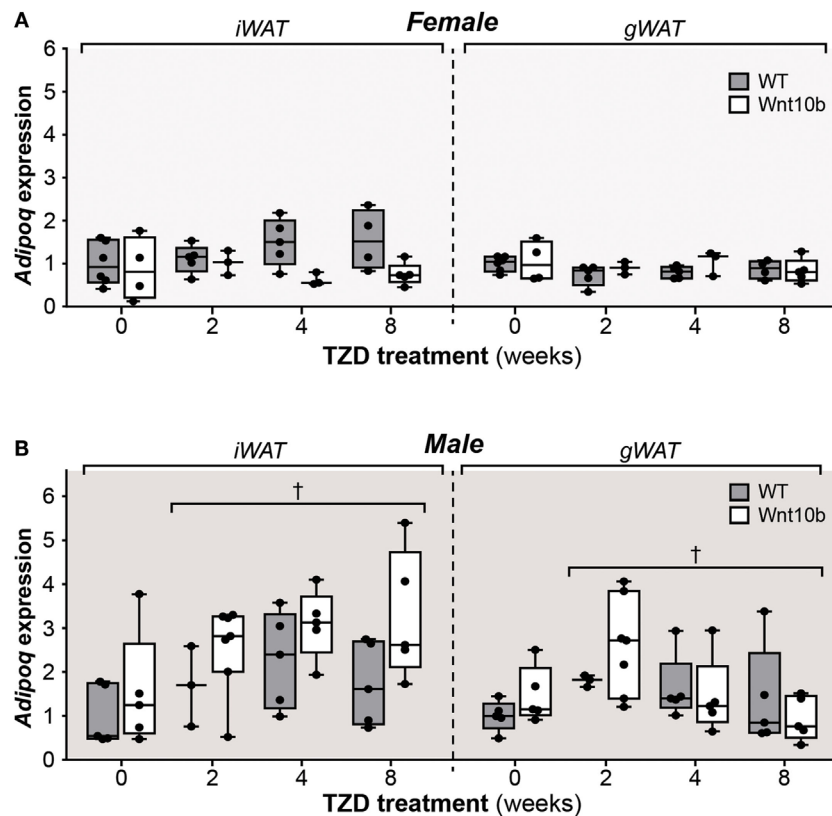 A
Female
iWAT
gWAT
6
5
4
3
2
1
0
Adipoq expression
WT
Wnt10b
0 2 4 8 0 2 4 8
TZD treatment (weeks)
B
Male
iWAT
gWAT
6
5
4
3
2
1
0
Adipoq expression
†
†
WT
Wnt10b
0 2 4 8 0 2 4 8
TZD treatment (weeks)